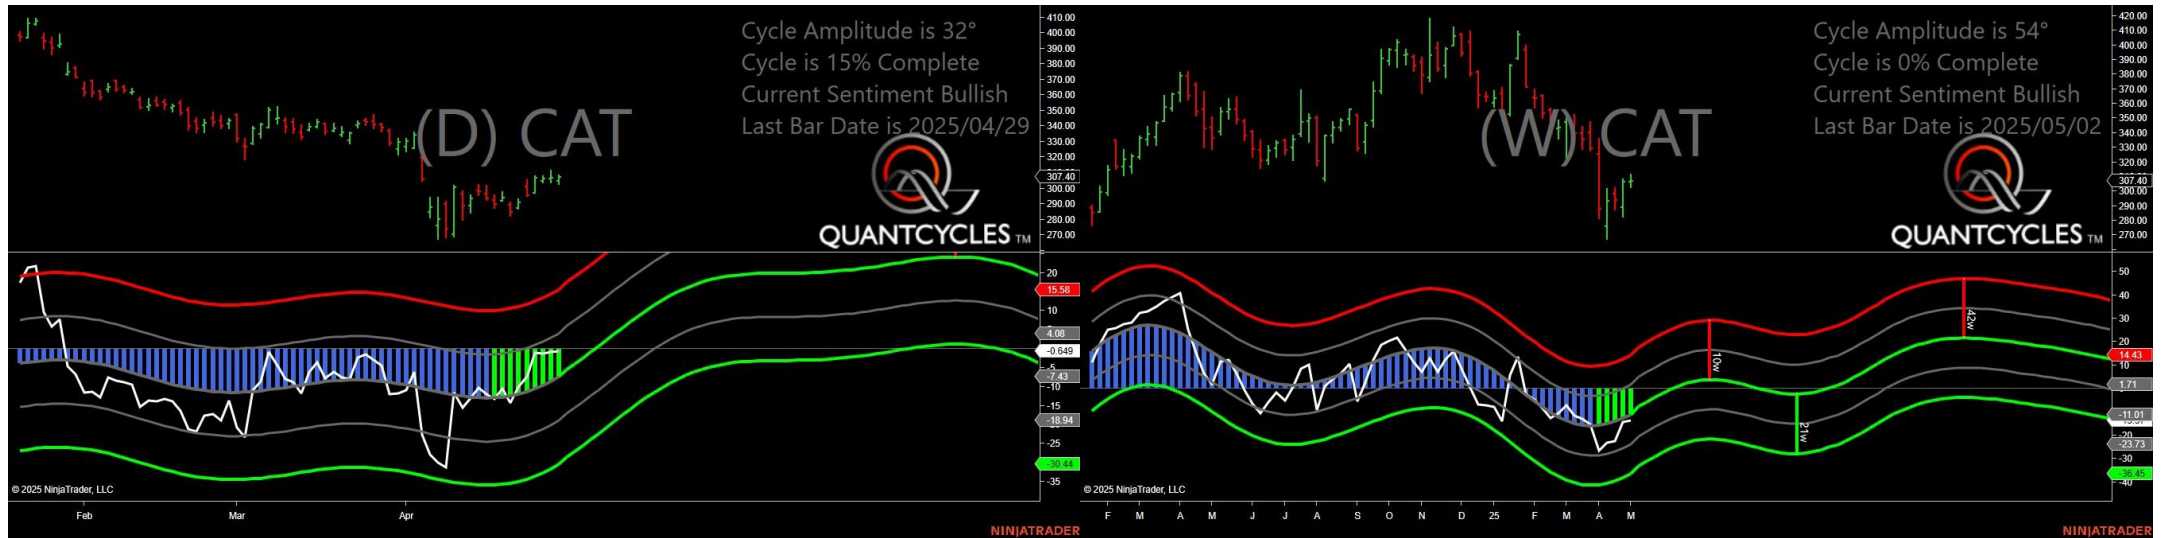 Cycle Amplitude is 32°
Cycle is 15% Complete
Current Sentiment Bullish
Last Bar Date is 2025/04/29
(D) CAT
QUANTCYCLES TM
410.00
400.00
390.00
380.00
370.00
360.00
350.00
340.00
330.00
320.00
307.40
300.00
290.00
280.00
270.00
20
15.58
10
4.08
-0.649
-5
-7.43
-10
-15
-18.94
-25
-30.44
-35
© 2025 NinjaTrader, LLC
Feb
Mar
Apr
NINJATRADER
Cycle Amplitude is 54°
Cycle is 0% Complete
Current Sentiment Bullish
Last Bar Date is 2025/05/02
(W) CAT
QUANTCYCLES TM
420.00
410.00
400.00
390.00
380.00
370.00
360.00
350.00
340.00
330.00
320.00
307.40
300.00
290.00
280.00
270.00
10w
21w
42w
50
40
30
20
14.43
10
1.71
-11.01
-20
-23.73
-30
-36.45
-40
© 2025 NinjaTrader, LLC
F M A M J J A S O N D 25 F M A M
NINJATRADER